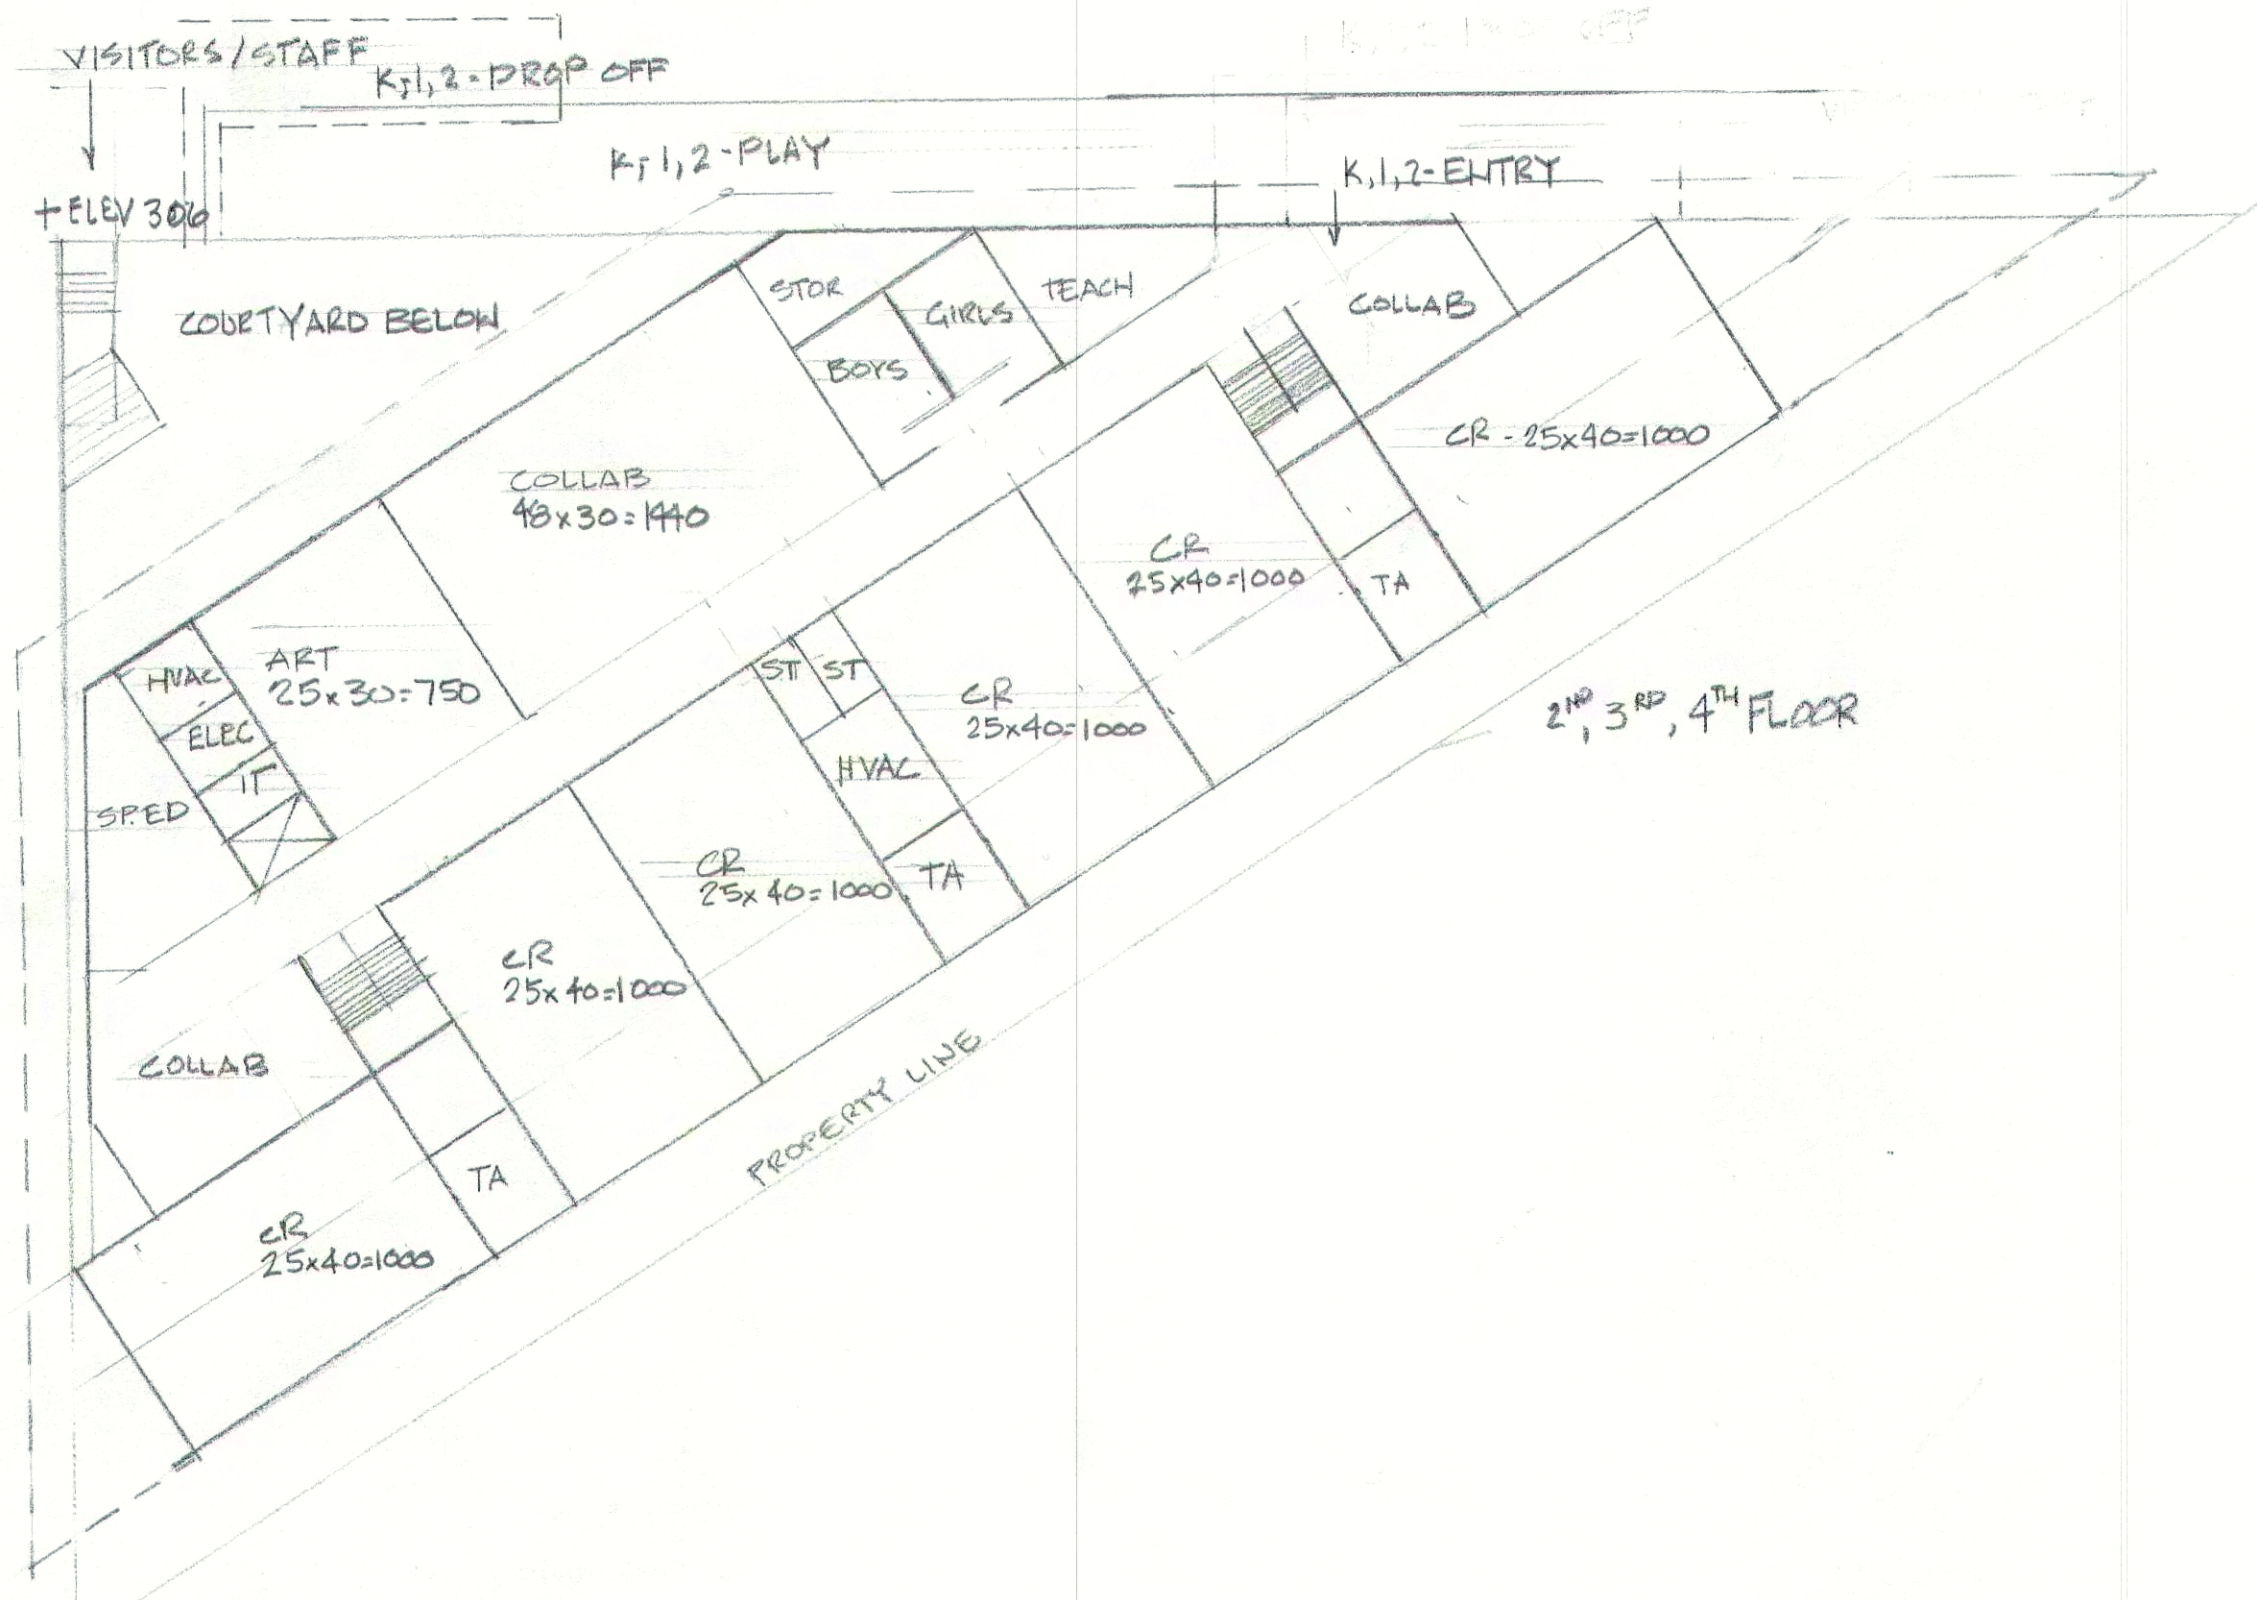 VISITORS/STAFF
K,1,2-DROP OFF
K,1,2-PLAY
K,1,2-ENTRY
+ELEV 306
COURTYARD BELOW
STOR
GIRLS
TEACH
BOYS
COLLAB
CR - 25x40=1000
COLLAB
48x30=1440
CR
25x40=1000
TA
HVAC
ART
25x30=750
ELEC
IT
SP.ED
ST
ST
CR
25x40=1000
HVAC
TA
2ND, 3RD, 4TH FLOOR
CR
25x40=1000
CR
25x40=1000
COLLAB
TA
PROPERTY LINE
CR
25x40=1000